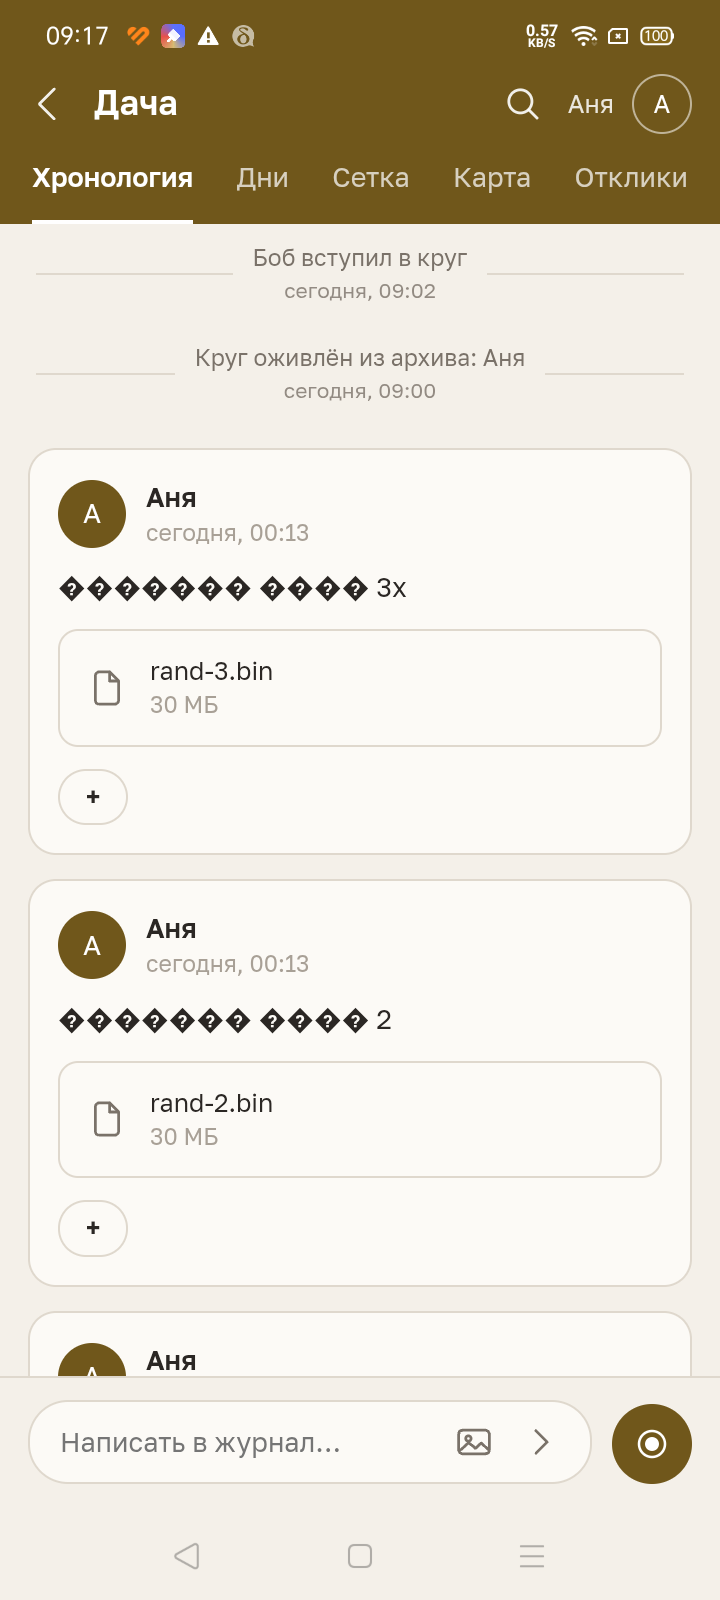 09:17
0.57
KB/S
100
Дача
Аня
А
Хронология
Дни
Сетка
Карта
Отклики
Боб вступил в круг
сегодня, 09:02
Круг оживлён из архива: Аня
сегодня, 09:00
А
Аня
сегодня, 00:13
������� ���� 3x
rand-3.bin
30 МБ
+
А
Аня
сегодня, 00:13
������� ���� 2
rand-2.bin
30 МБ
+
А
Аня
Написать в журнал...